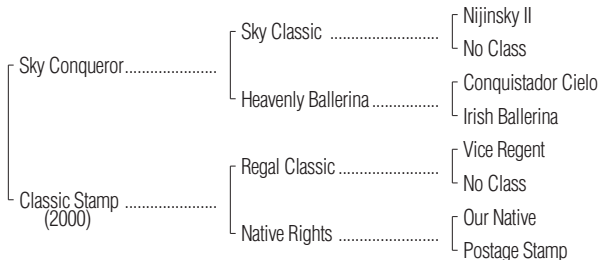 Nijinsky II
Sky Classic ....................
No Class
Sky Conqueror......................
Conquistador Cielo
Heavenly Ballerina ................
Irish Ballerina
Vice Regent
Regal Classic ...................
No Class
Classic Stamp .....................
(2000)
Our Native
Native Rights ...................
Postage Stamp